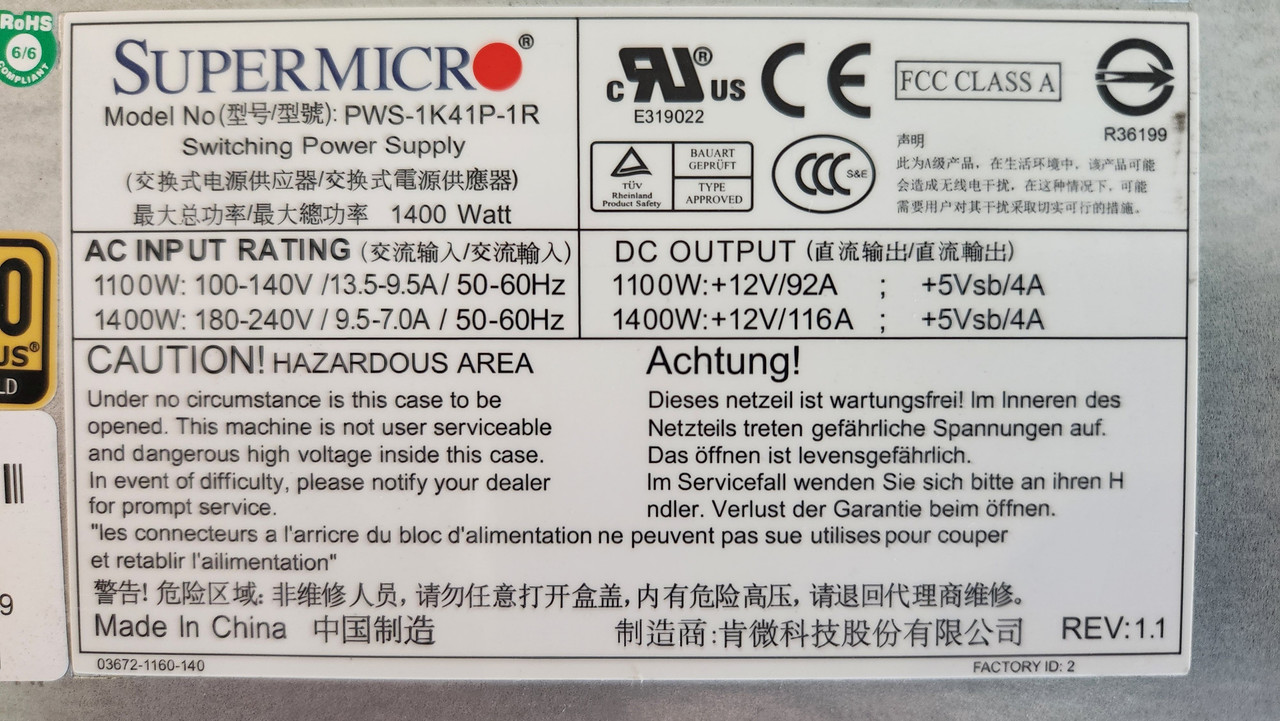 RoHS
6/6
COMPLIANT
SUPERMICRO®
Model No(型号/型號): PWS-1K41P-1R
Switching Power Supply
(交换式电源供应器/交换式電源供應器)
最大总功率/最大總功率 1400 Watt
c RU® US
E319022
CE
FCC CLASS A
R36199
TÜV
Rheinland
Product Safety
BAUART
GEPRÜFT
TYPE
APPROVED
CCC S&E
声明
此为A级产品，在生活环境中，该产品可能
会造成无线电干扰，在这种情况下，可能
需要用户对其干扰采取切实可行的措施。
AC INPUT RATING (交流输入/交流輸入)
1100W: 100-140V /13.5-9.5A/ 50-60Hz
1400W: 180-240V / 9.5-7.0A / 50-60Hz
DC OUTPUT (直流输出/直流輸出)
1100W:+12V/92A ; +5Vsb/4A
1400W:+12V/116A ; +5Vsb/4A
CAUTION! HAZARDOUS AREA
Under no circumstance is this case to be
opened. This machine is not user serviceable
and dangerous high voltage inside this case.
In event of difficulty, please notify your dealer
for prompt service.
Achtung!
Dieses netzeil ist wartungsfrei! Im Inneren des
Netzteils treten gefährliche Spannungen auf.
Das öffnen ist levensgefährlich.
Im Servicefall wenden Sie sich bitte an ihren H
ndler. Verlust der Garantie beim öffnen.
"les connecteurs a l'arricre du bloc d'alimentation ne peuvent pas sue utilises pour couper
et retablir l'ailimentation"
警告! 危险区域: 非维修人员, 请勿任意打开盒盖, 内有危险高压, 请退回代理商维修。
Made In China 中国制造
制造商: 肯微科技股份有限公司 REV:1.1
03672-1160-140
FACTORY ID: 2
0
US®
LD
9